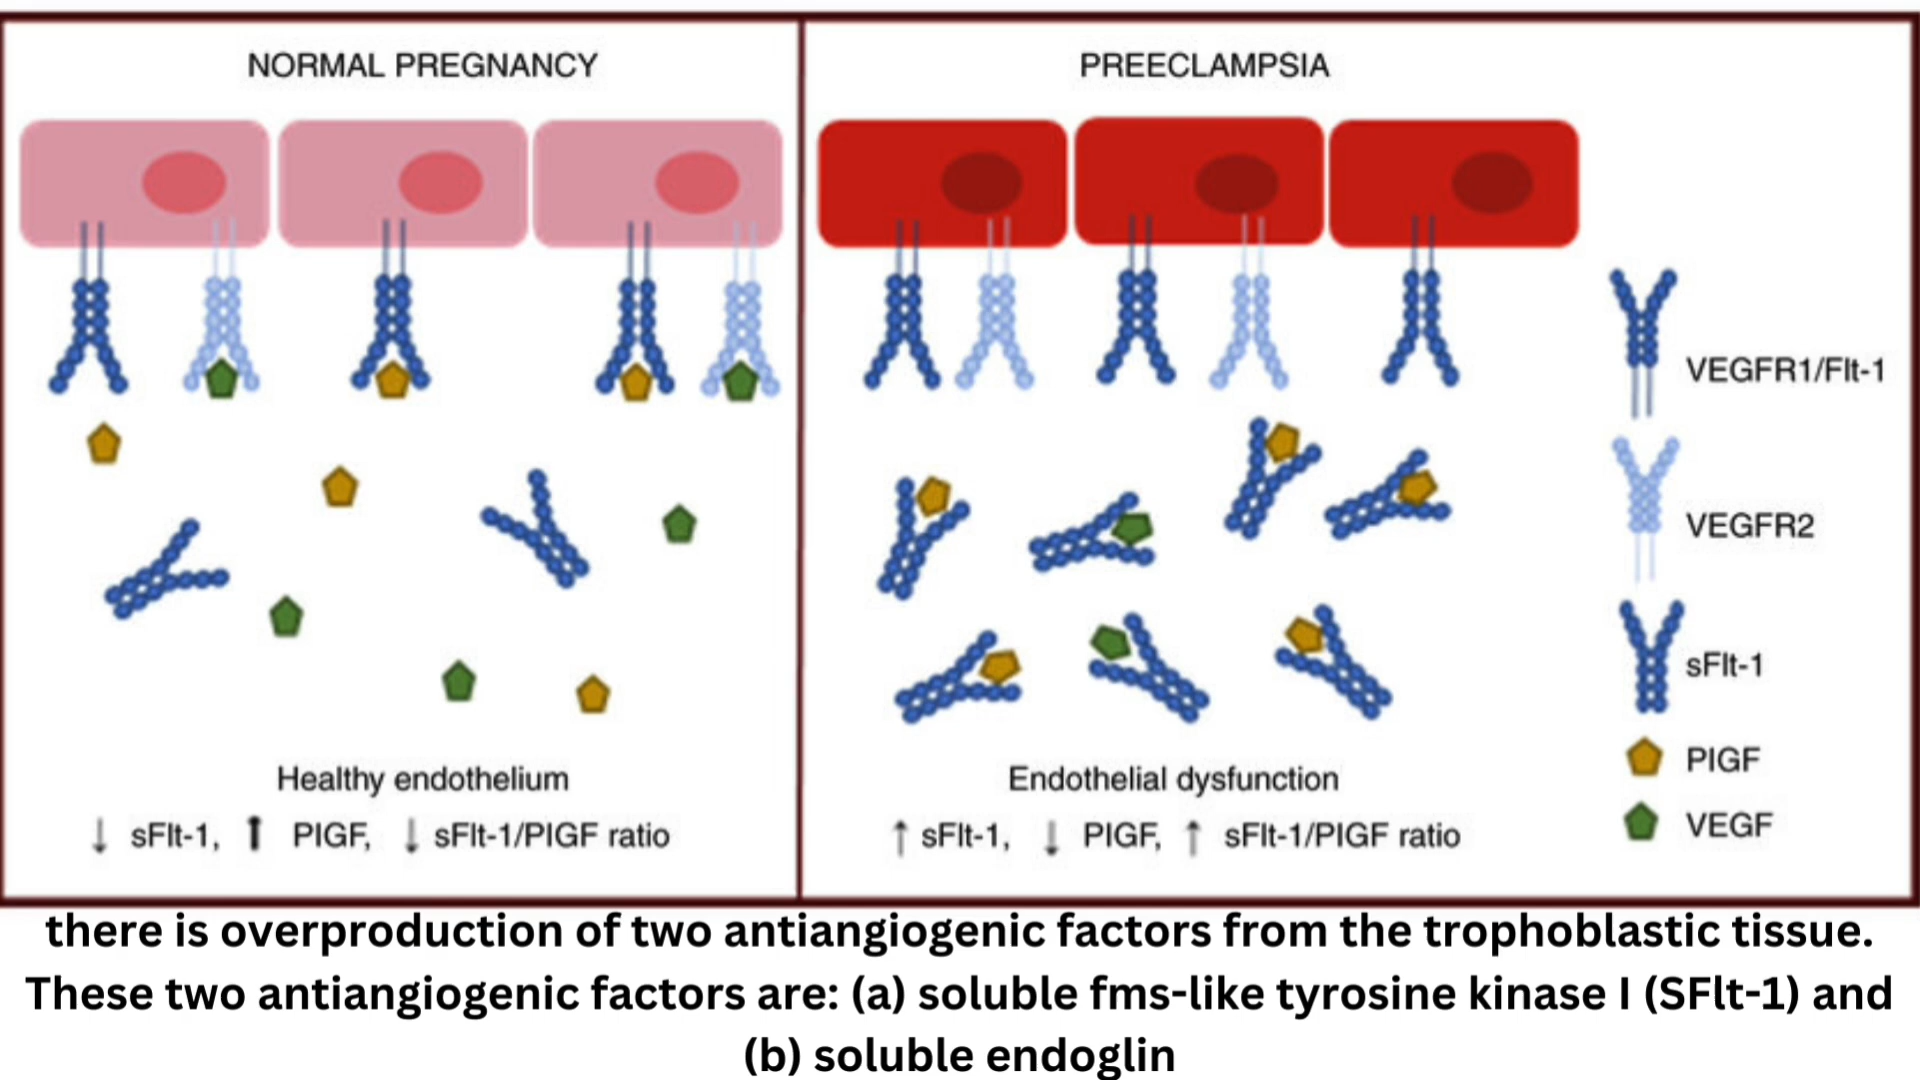 NORMAL PREGNANCY
PREECLAMPSIA
VEGFR1/Flt-1
VEGFR2
sFlt-1
PIGF
VEGF
Healthy endothelium
↓ sFlt-1, ↑ PIGF, ↓ sFlt-1/PIGF ratio
Endothelial dysfunction
↑ sFlt-1, ↓ PIGF, ↑ sFlt-1/PIGF ratio
there is overproduction of two antiangiogenic factors from the trophoblastic tissue.
These two antiangiogenic factors are: (a) soluble fms-like tyrosine kinase I (SFlt-1) and
(b) soluble endoglin